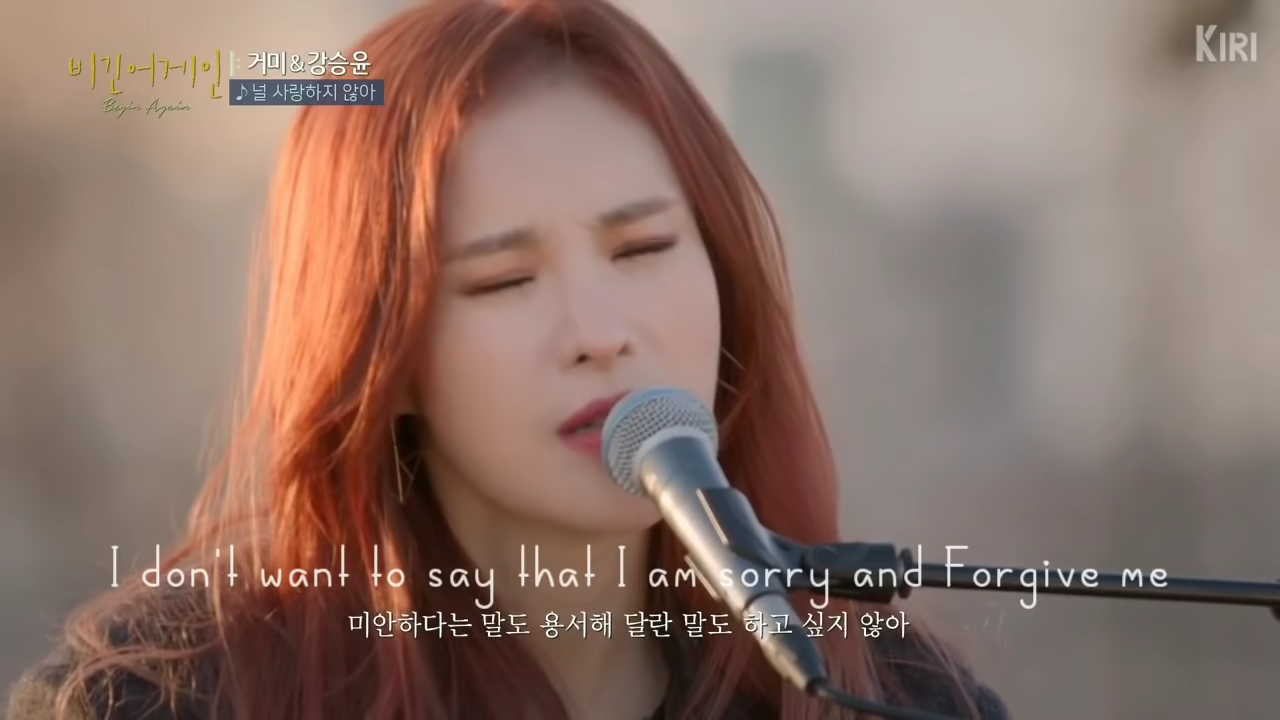 비긴어게인
Begin Again
: 거미&강승윤
♪ 널 사랑하지 않아
KIRI
I don't want to say that I am sorry and Forgive me
미안하다는 말도 용서해 달란 말도 하고 싶지 않아